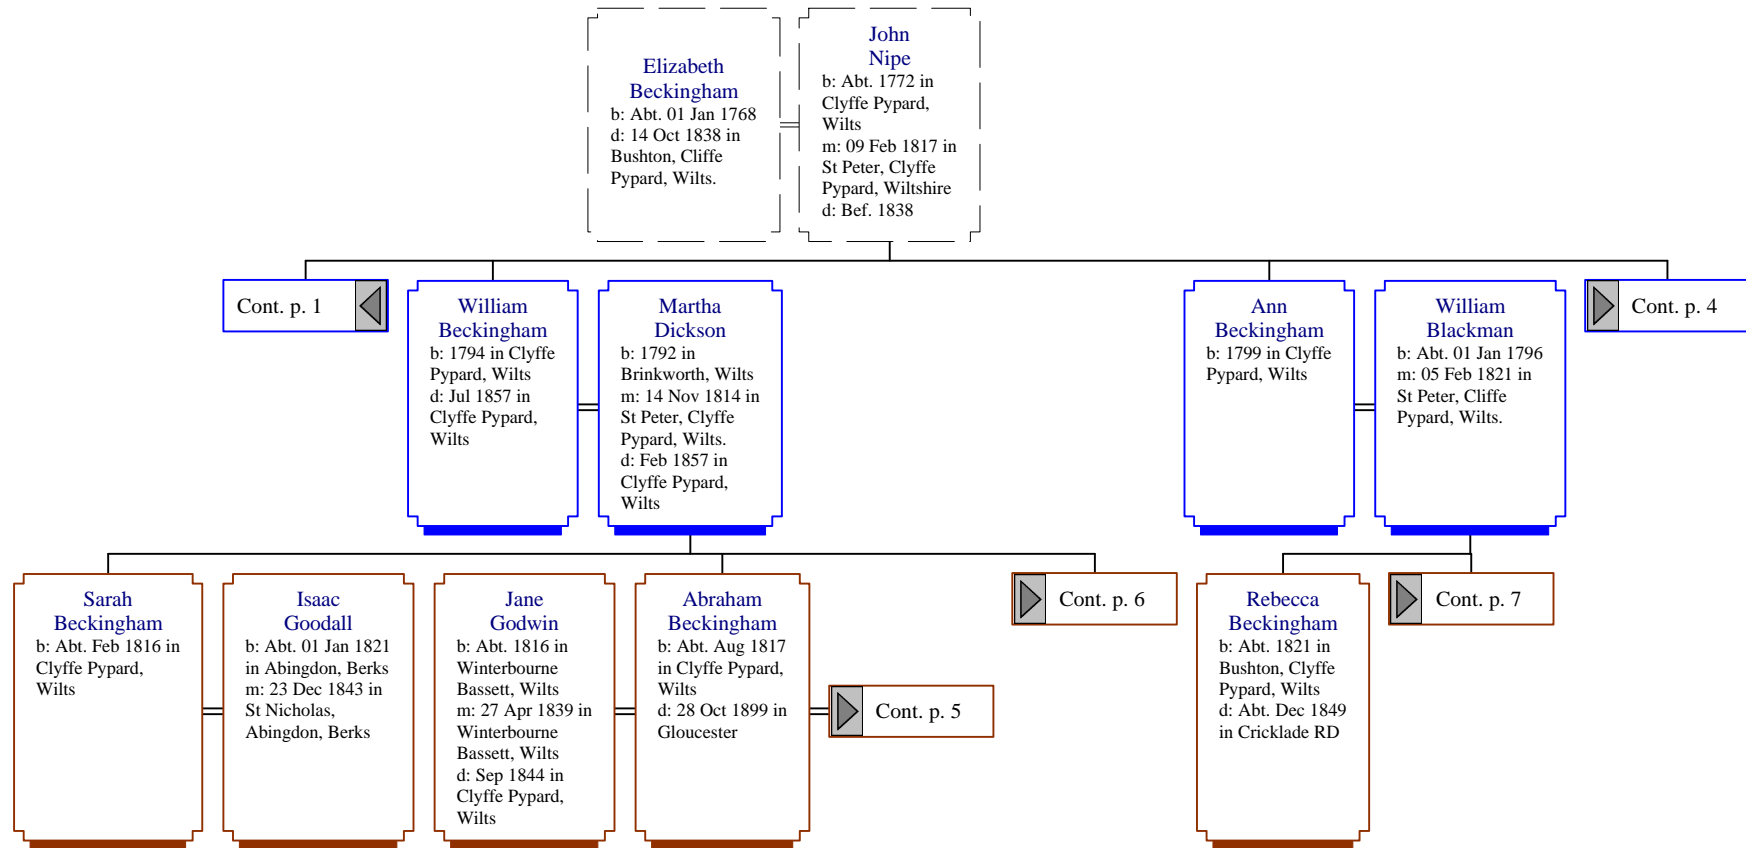 Elizabeth
Beckingham
b: Abt. 01 Jan 1768
d: 14 Oct 1838 in
Bushton, Cliffe
Pypard, Wilts.
John
Nipe
b: Abt. 1772 in
Clyffe Pypard,
Wilts
m: 09 Feb 1817 in
St Peter, Clyffe
Pypard, Wiltshire
d: Bef. 1838
Cont. p. 1
William
Beckingham
b: 1794 in Clyffe
Pypard, Wilts
d: Jul 1857 in
Clyffe Pypard,
Wilts
Martha
Dickson
b: 1792 in
Brinkworth, Wilts
m: 14 Nov 1814 in
St Peter, Clyffe
Pypard, Wilts.
d: Feb 1857 in
Clyffe Pypard,
Wilts
Ann
Beckingham
b: 1799 in Clyffe
Pypard, Wilts
William
Blackman
b: Abt. 01 Jan 1796
m: 05 Feb 1821 in
St Peter, Cliffe
Pypard, Wilts.
Cont. p. 4
Sarah
Beckingham
b: Abt. Feb 1816 in
Clyffe Pypard,
Wilts
Isaac
Goodall
b: Abt. 01 Jan 1821
in Abingdon, Berks
m: 23 Dec 1843 in
St Nicholas,
Abingdon, Berks
Jane
Godwin
b: Abt. 1816 in
Winterbourne
Bassett, Wilts
m: 27 Apr 1839 in
Winterbourne
Bassett, Wilts
d: Sep 1844 in
Clyffe Pypard,
Wilts
Abraham
Beckingham
b: Abt. Aug 1817
in Clyffe Pypard,
Wilts
d: 28 Oct 1899 in
Gloucester
Cont. p. 5
Cont. p. 6
Rebecca
Beckingham
b: Abt. 1821 in
Bushton, Clyffe
Pypard, Wilts
d: Abt. Dec 1849
in Cricklade RD
Cont. p. 7